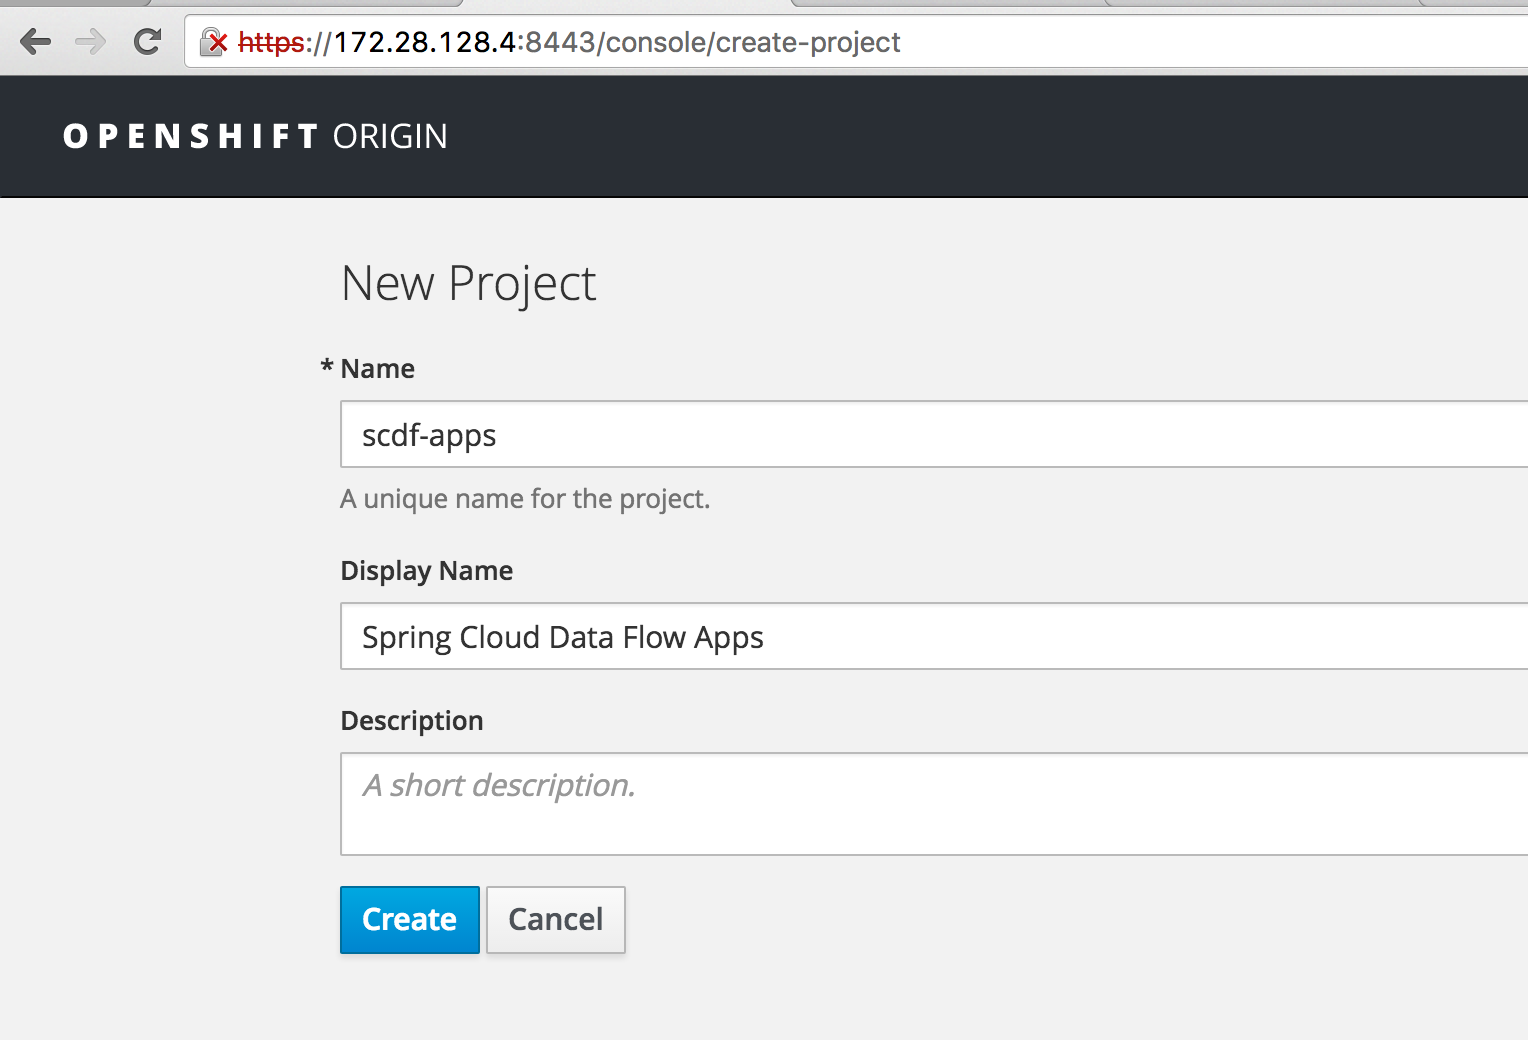 https://172.28.128.4:8443/console/create-project
OPENSHIFT ORIGIN
New Project
* Name
scdf-apps
A unique name for the project.
Display Name
Spring Cloud Data Flow Apps
Description
A short description.
Create Cancel